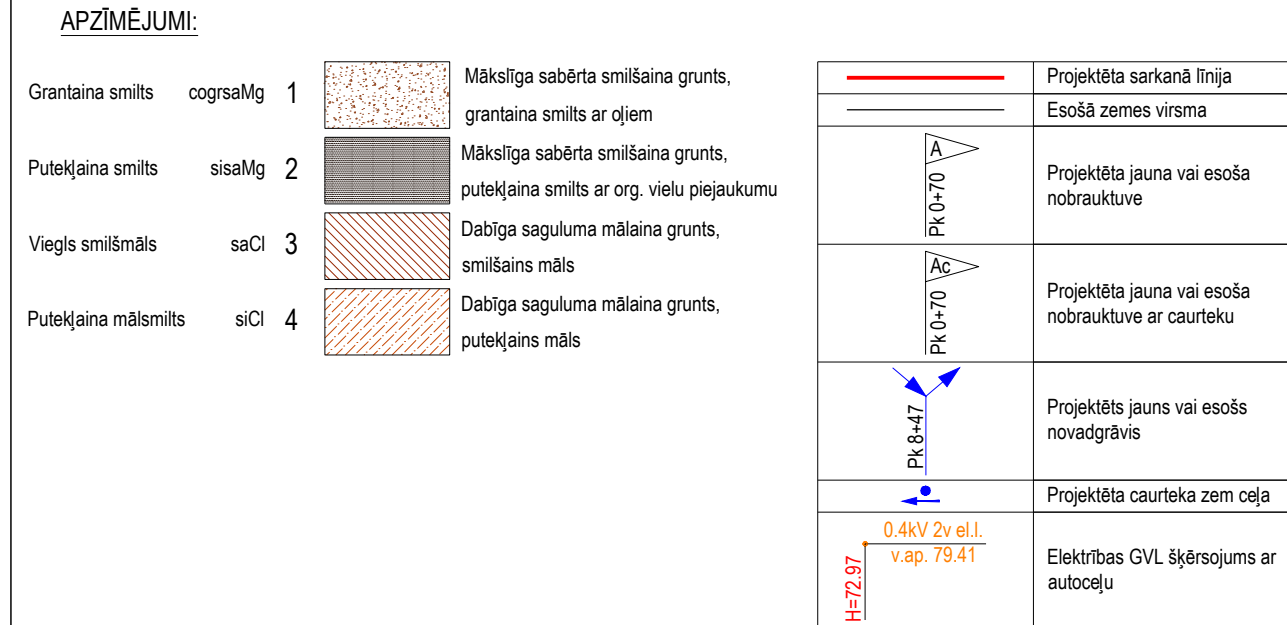 APZĪMĒJUMI:
Grantaina smilts cogrsaMg 1
Mākslīga sabērta smilšaina grunts,
grantaina smilts ar oļiem
Putekļaina smilts sisaMg 2
Mākslīga sabērta smilšaina grunts,
putekļaina smilts ar org. vielu piejaukumu
Viegls smilšmāls saCl 3
Dabīga saguluma mālaina grunts,
smilšains māls
Putekļaina mālsmilts siCl 4
Dabīga saguluma mālaina grunts,
putekļains māls
Projektēta sarkanā līnija
Esošā zemes virsma
A
Pk 0+70
Projektēta jauna vai esoša
nobrauktuve
Ac
Pk 0+70
Projektēta jauna vai esoša
nobrauktuve ar caurteku
Pk 8+47
Projektēts jauns vai esošs
novadgrāvis
Projektēta caurteka zem ceļa
0.4kV 2v el.l.
v.ap. 79.41
H=72.97
Elektrības GVL šķērsojums ar
autoceļu